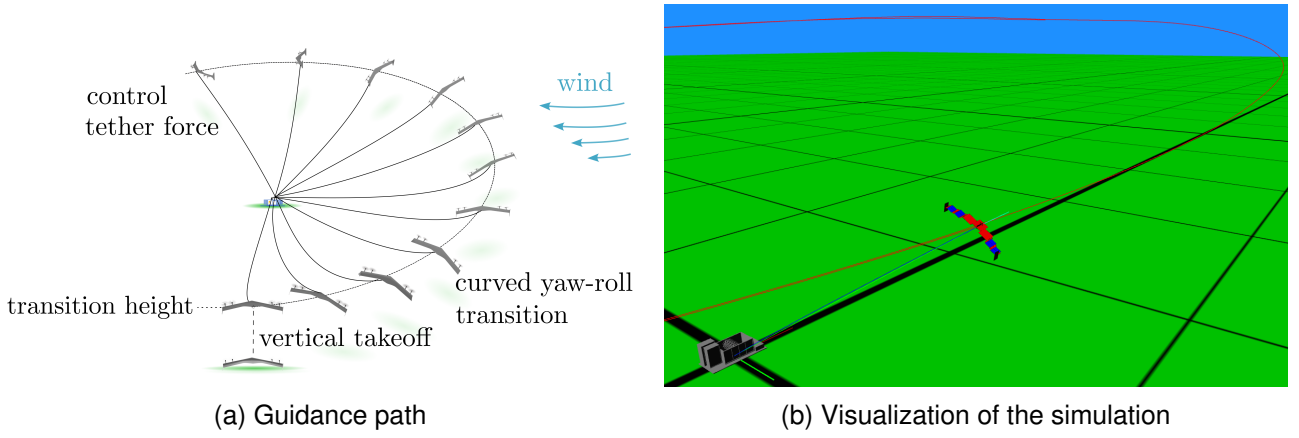 control
tether force
wind
transition height
vertical takeoff
curved yaw-roll
transition
(a) Guidance path
(b) Visualization of the simulation